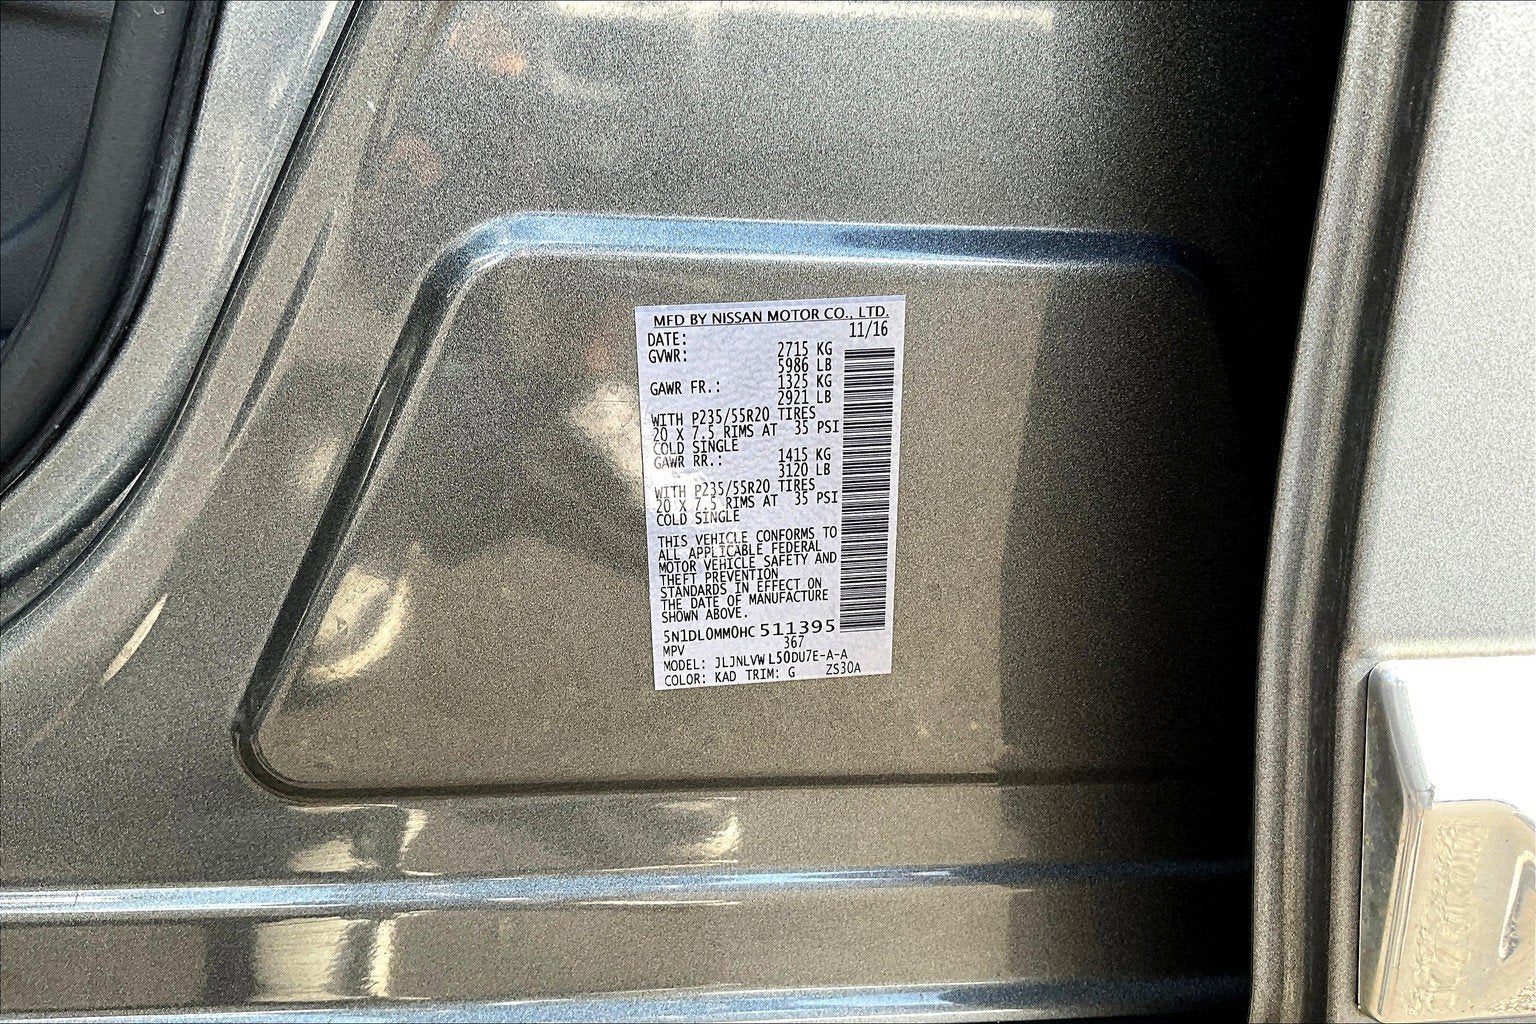 MFD BY NISSAN MOTOR CO., LTD.
DATE: 11/16
GVWR: 2715 KG
5986 LB
GAWR FR.: 1325 KG
2921 LB
WITH P235/55R20 TIRES
20 X 7.5 RIMS AT 35 PSI
COLD SINGLE
GAWR RR.: 1415 KG
3120 LB
WITH P235/55R20 TIRES
20 X 7.5 RIMS AT 35 PSI
COLD SINGLE
THIS VEHICLE CONFORMS TO
ALL APPLICABLE FEDERAL
MOTOR VEHICLE SAFETY AND
THEFT PREVENTION
STANDARDS IN EFFECT ON
THE DATE OF MANUFACTURE
SHOWN ABOVE.
5N1DL0MM0HC511395
MPV 367
MODEL: JLJNLVWL50DU7E-A-A
COLOR: KAD TRIM: G ZS30A